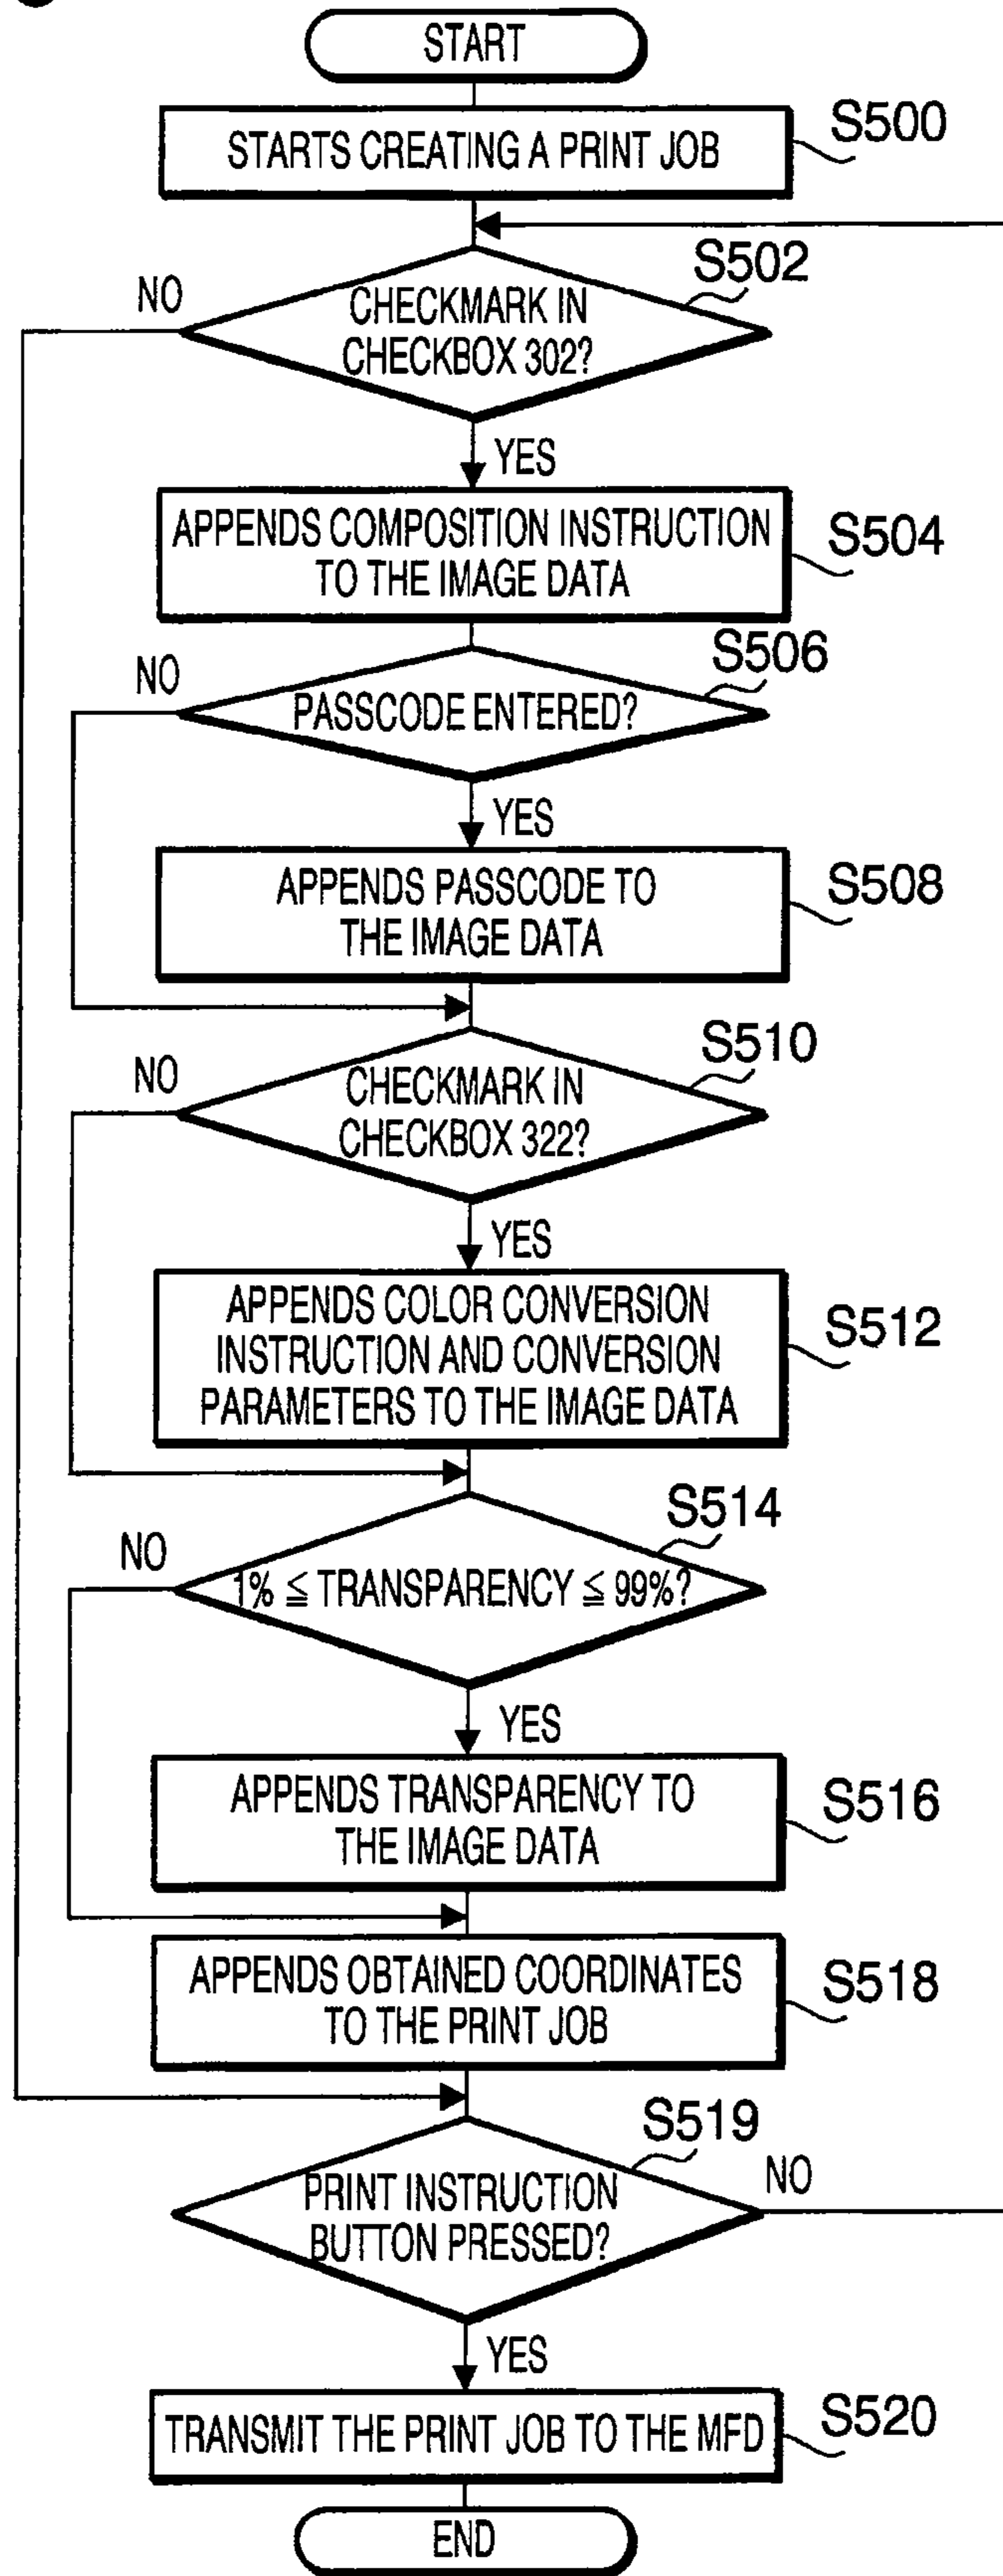 START
STARTS CREATING A PRINT JOB
S500
S502
NO
CHECKMARK IN
CHECKBOX 302?
YES
APPENDS COMPOSITION INSTRUCTION
TO THE IMAGE DATA
S504
S506
NO
PASSCODE ENTERED?
YES
APPENDS PASSCODE TO
THE IMAGE DATA
S508
S510
NO
CHECKMARK IN
CHECKBOX 322?
YES
APPENDS COLOR CONVERSION
INSTRUCTION AND CONVERSION
PARAMETERS TO THE IMAGE DATA
S512
S514
NO
1% ≦ TRANSPARENCY ≦ 99%?
YES
APPENDS TRANSPARENCY TO
THE IMAGE DATA
S516
APPENDS OBTAINED COORDINATES
TO THE PRINT JOB
S518
S519
NO
PRINT INSTRUCTION
BUTTON PRESSED?
YES
TRANSMIT THE PRINT JOB TO THE MFD
S520
END